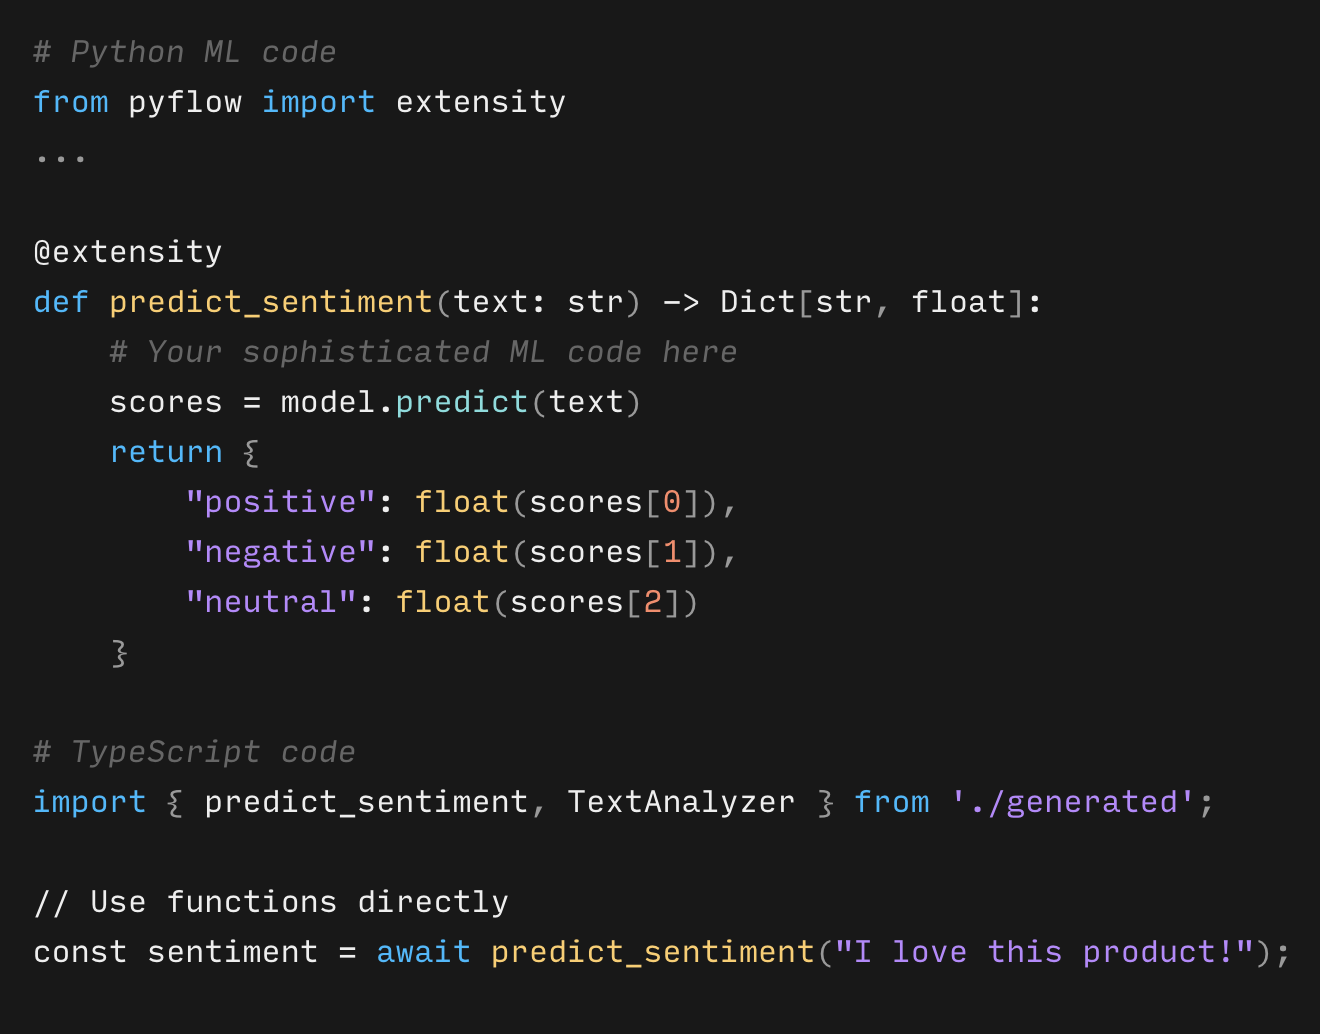 # Python ML code
from pyflow import extensity
...
@extensity
def predict_sentiment(text: str) -> Dict[str, float]:
    # Your sophisticated ML code here
    scores = model.predict(text)
    return {
        "positive": float(scores[0]),
        "negative": float(scores[1]),
        "neutral": float(scores[2])
    }
# TypeScript code
import { predict_sentiment, TextAnalyzer } from './generated';
// Use functions directly
const sentiment = await predict_sentiment("I love this product!");